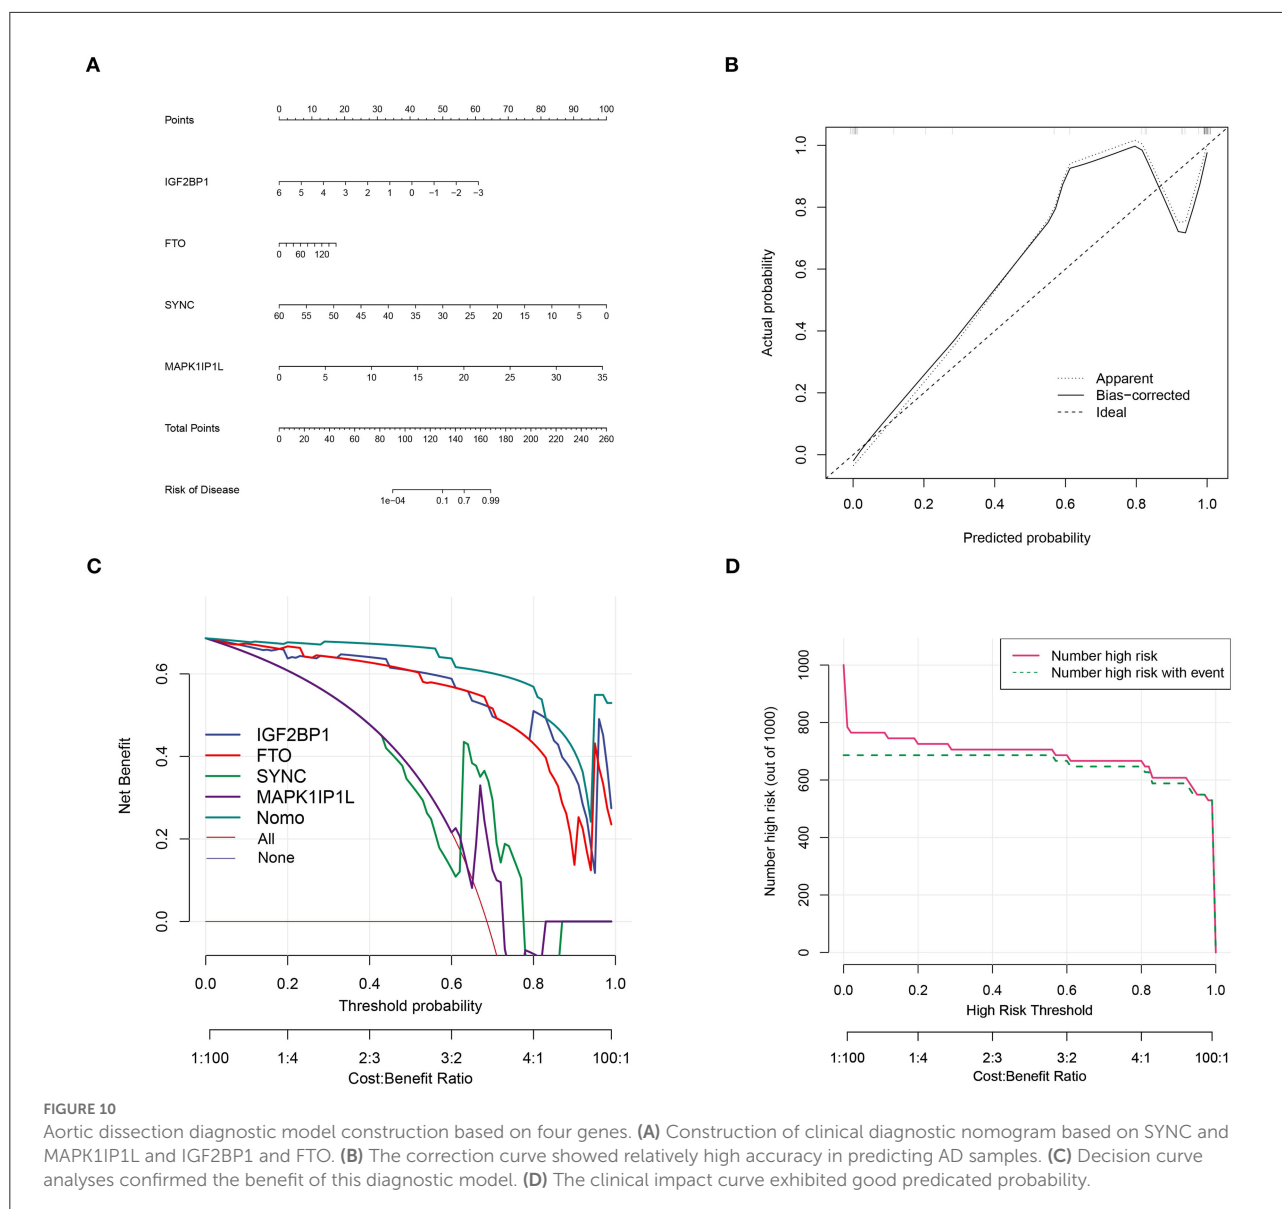 A
Points
0 10 20 30 40 50 60 70 80 90 100
IGF2BP1
6 5 4 3 2 1 0 −1 −2 −3
FTO
0 60 120
SYNC
60 55 50 45 40 35 30 25 20 15 10 5 0
MAPK1IP1L
0 5 10 15 20 25 30 35
Total Points
0 20 40 60 80 100 120 140 160 180 200 220 240 260
Risk of Disease
1e−04 0.1 0.7 0.99
B
Actual probability
1.0
0.8
0.6
0.4
0.2
0.0
Apparent
Bias−corrected
Ideal
0.0 0.2 0.4 0.6 0.8 1.0
Predicted probability
C
Net Benefit
0.6
0.4
0.2
0.0
IGF2BP1
FTO
SYNC
MAPK1IP1L
Nomo
All
None
0.0 0.2 0.4 0.6 0.8 1.0
Threshold probability
1:100 1:4 2:3 3:2 4:1 100:1
Cost:Benefit Ratio
D
Number high risk (out of 1000)
1000
800
600
400
200
0
Number high risk
Number high risk with event
0.0 0.2 0.4 0.6 0.8 1.0
High Risk Threshold
1:100 1:4 2:3 3:2 4:1 100:1
Cost:Benefit Ratio
FIGURE 10
Aortic dissection diagnostic model construction based on four genes. (A) Construction of clinical diagnostic nomogram based on SYNC and
MAPK1IP1L and IGF2BP1 and FTO. (B) The correction curve showed relatively high accuracy in predicting AD samples. (C) Decision curve
analyses confirmed the benefit of this diagnostic model. (D) The clinical impact curve exhibited good predicated probability.